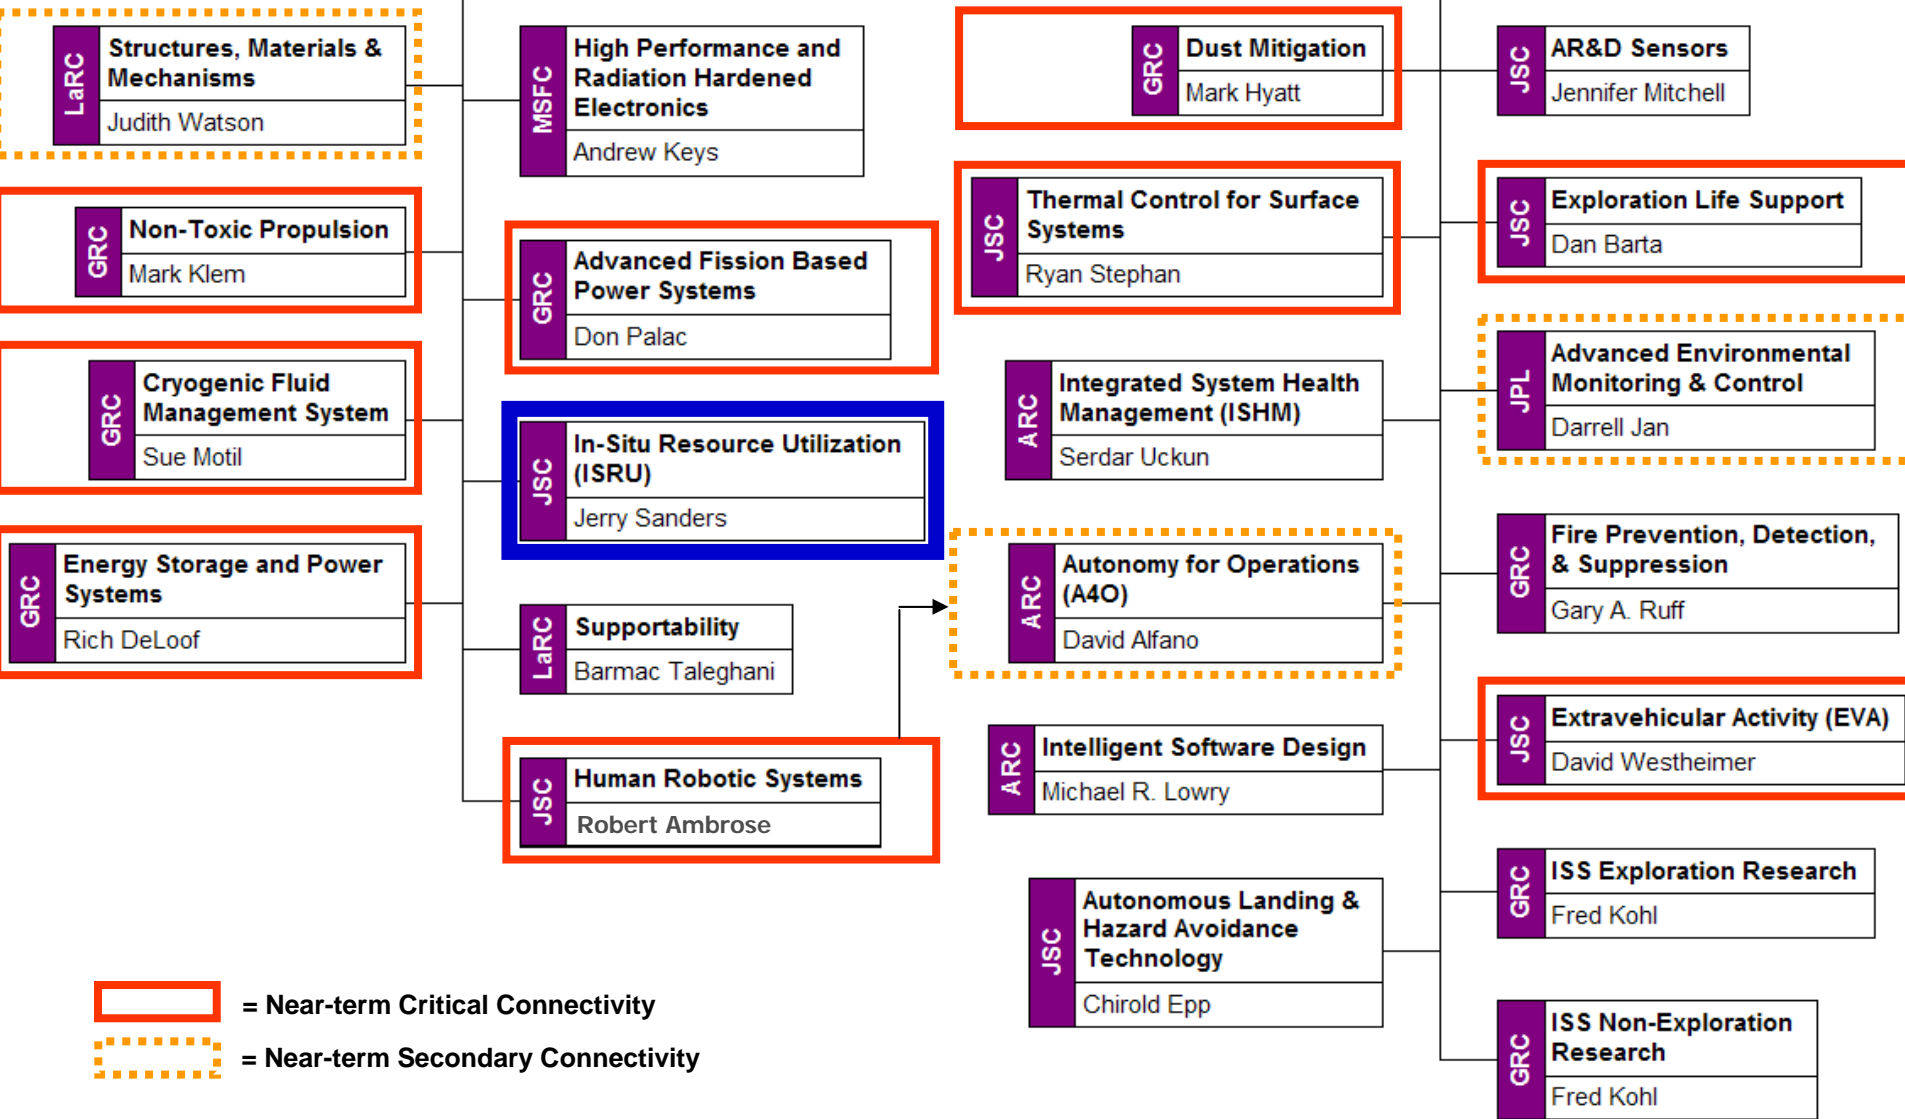 LaRC
Structures, Materials &
Mechanisms
Judith Watson
GRC
Non-Toxic Propulsion
Mark Klem
GRC
Cryogenic Fluid
Management System
Sue Motil
GRC
Energy Storage and Power
Systems
Rich DeLoof
MSFC
High Performance and
Radiation Hardened
Electronics
Andrew Keys
GRC
Advanced Fission Based
Power Systems
Don Palac
JSC
In-Situ Resource Utilization
(ISRU)
Jerry Sanders
LaRC
Supportability
Barmac Taleghani
JSC
Human Robotic Systems
Robert Ambrose
GRC
Dust Mitigation
Mark Hyatt
JSC
Thermal Control for Surface
Systems
Ryan Stephan
ARC
Integrated System Health
Management (ISHM)
Serdar Uckun
ARC
Autonomy for Operations
(A4O)
David Alfano
ARC
Intelligent Software Design
Michael R. Lowry
JSC
Autonomous Landing &
Hazard Avoidance
Technology
Chirold Epp
JSC
AR&D Sensors
Jennifer Mitchell
JSC
Exploration Life Support
Dan Barta
JPL
Advanced Environmental
Monitoring & Control
Darrell Jan
GRC
Fire Prevention, Detection,
& Suppression
Gary A. Ruff
JSC
Extravehicular Activity (EVA)
David Westheimer
GRC
ISS Exploration Research
Fred Kohl
GRC
ISS Non-Exploration
Research
Fred Kohl
= Near-term Critical Connectivity
= Near-term Secondary Connectivity